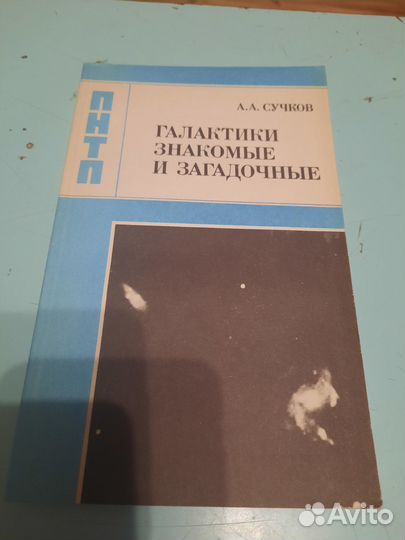 ПНТП
А.А. СУЧКОВ
ГАЛАКТИКИ
ЗНАКОМЫЕ
И ЗАГАДОЧНЫЕ
Avito